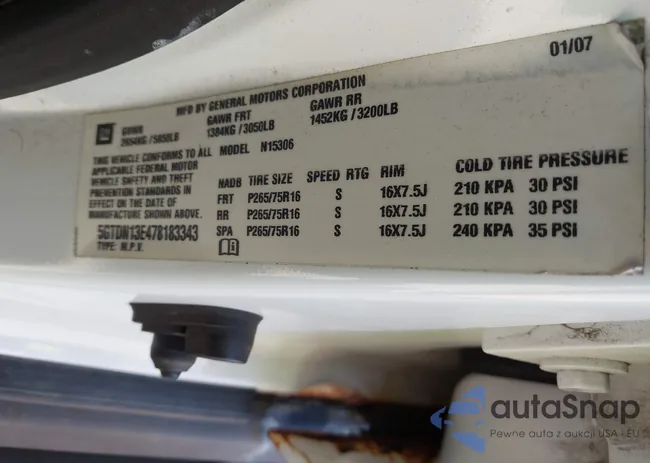 01/07
MFD BY GENERAL MOTORS CORPORATION
GM GVWR GAWR FRT GAWR RR
2654KG/5850LB 1384KG/3050LB 1452KG/3200LB
THIS VEHICLE CONFORMS TO ALL MODEL N15306
APPLICABLE FEDERAL MOTOR
VEHICLE SAFETY AND THEFT
PREVENTION STANDARDS IN
EFFECT ON THE DATE OF
MANUFACTURE SHOWN ABOVE.
5GTDN13E478183343
TYPE: M.P.V.
NADB TIRE SIZE SPEED RTG RIM COLD TIRE PRESSURE
FRT P265/75R16 S 16X7.5J 210 KPA 30 PSI
RR P265/75R16 S 16X7.5J 210 KPA 30 PSI
SPA P265/75R16 S 16X7.5J 240 KPA 35 PSI
autaSnap
Pewne auta z aukcji USA i EU